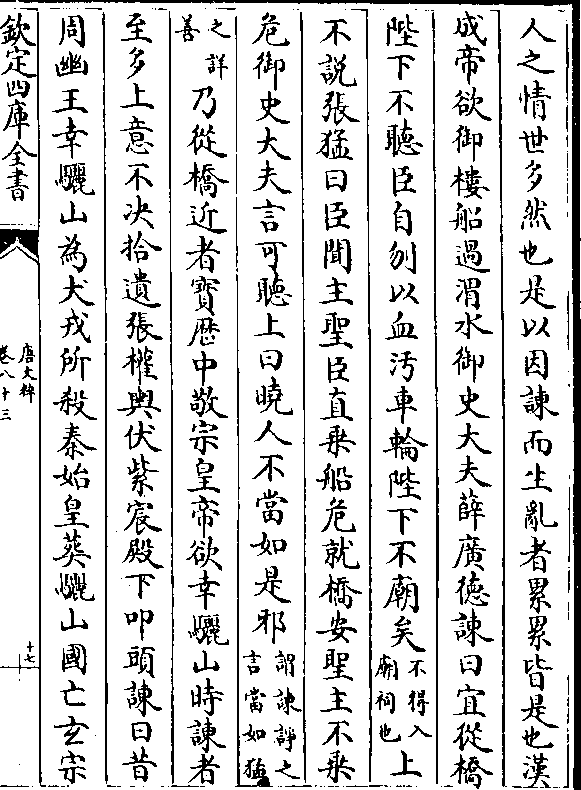 人之情世多然也是以因諫而生亂者累累皆是也漢
成帝欲御樓船過渭水御史大夫薛廣德諫曰宜從橋
陛下不聽臣自刎以血汚車輪陛下不廟矣不得入廟祠也上
不說張猛曰臣聞主聖臣直乘船危就橋安聖主不乘
危御史大夫言可聽上曰曉人不當如是邪謂諫諍之言當如猛
之詳善乃從橋近者寶歷中敬宗皇帝欲幸驪山時諫者
至多上意不决拾遺張權輿伏紫宸殿下叩頭諫曰昔
周幽王幸驪山為犬戎所殺秦始皇葬驪山國亡玄宗
欽定四庫全書
唐文粹
卷八十三
十七